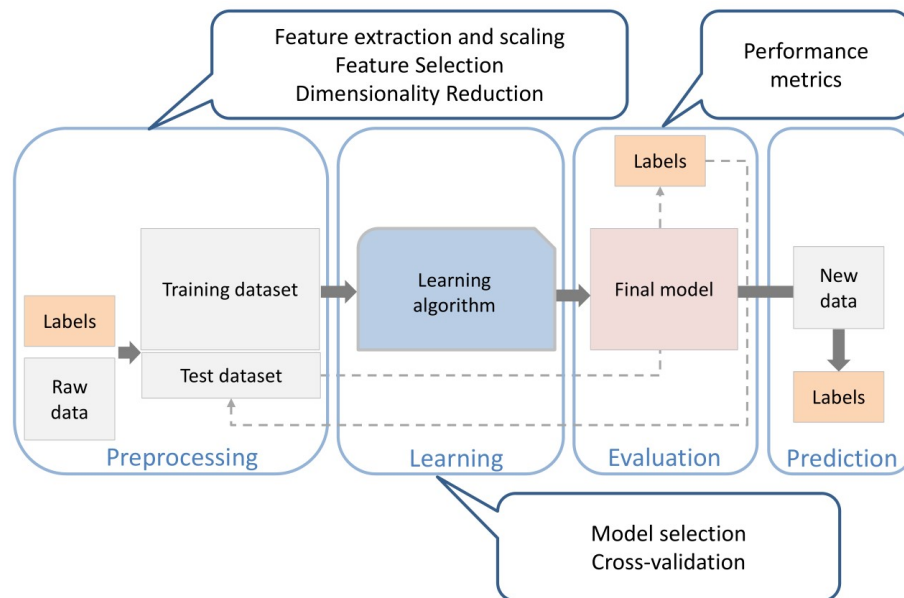 Feature extraction and scaling
Feature Selection
Dimensionality Reduction
Performance
metrics
Labels
Training dataset
Learning
algorithm
Final model
New
data
Labels
Raw
data
Test dataset
Labels
Preprocessing
Learning
Evaluation
Prediction
Model selection
Cross-validation